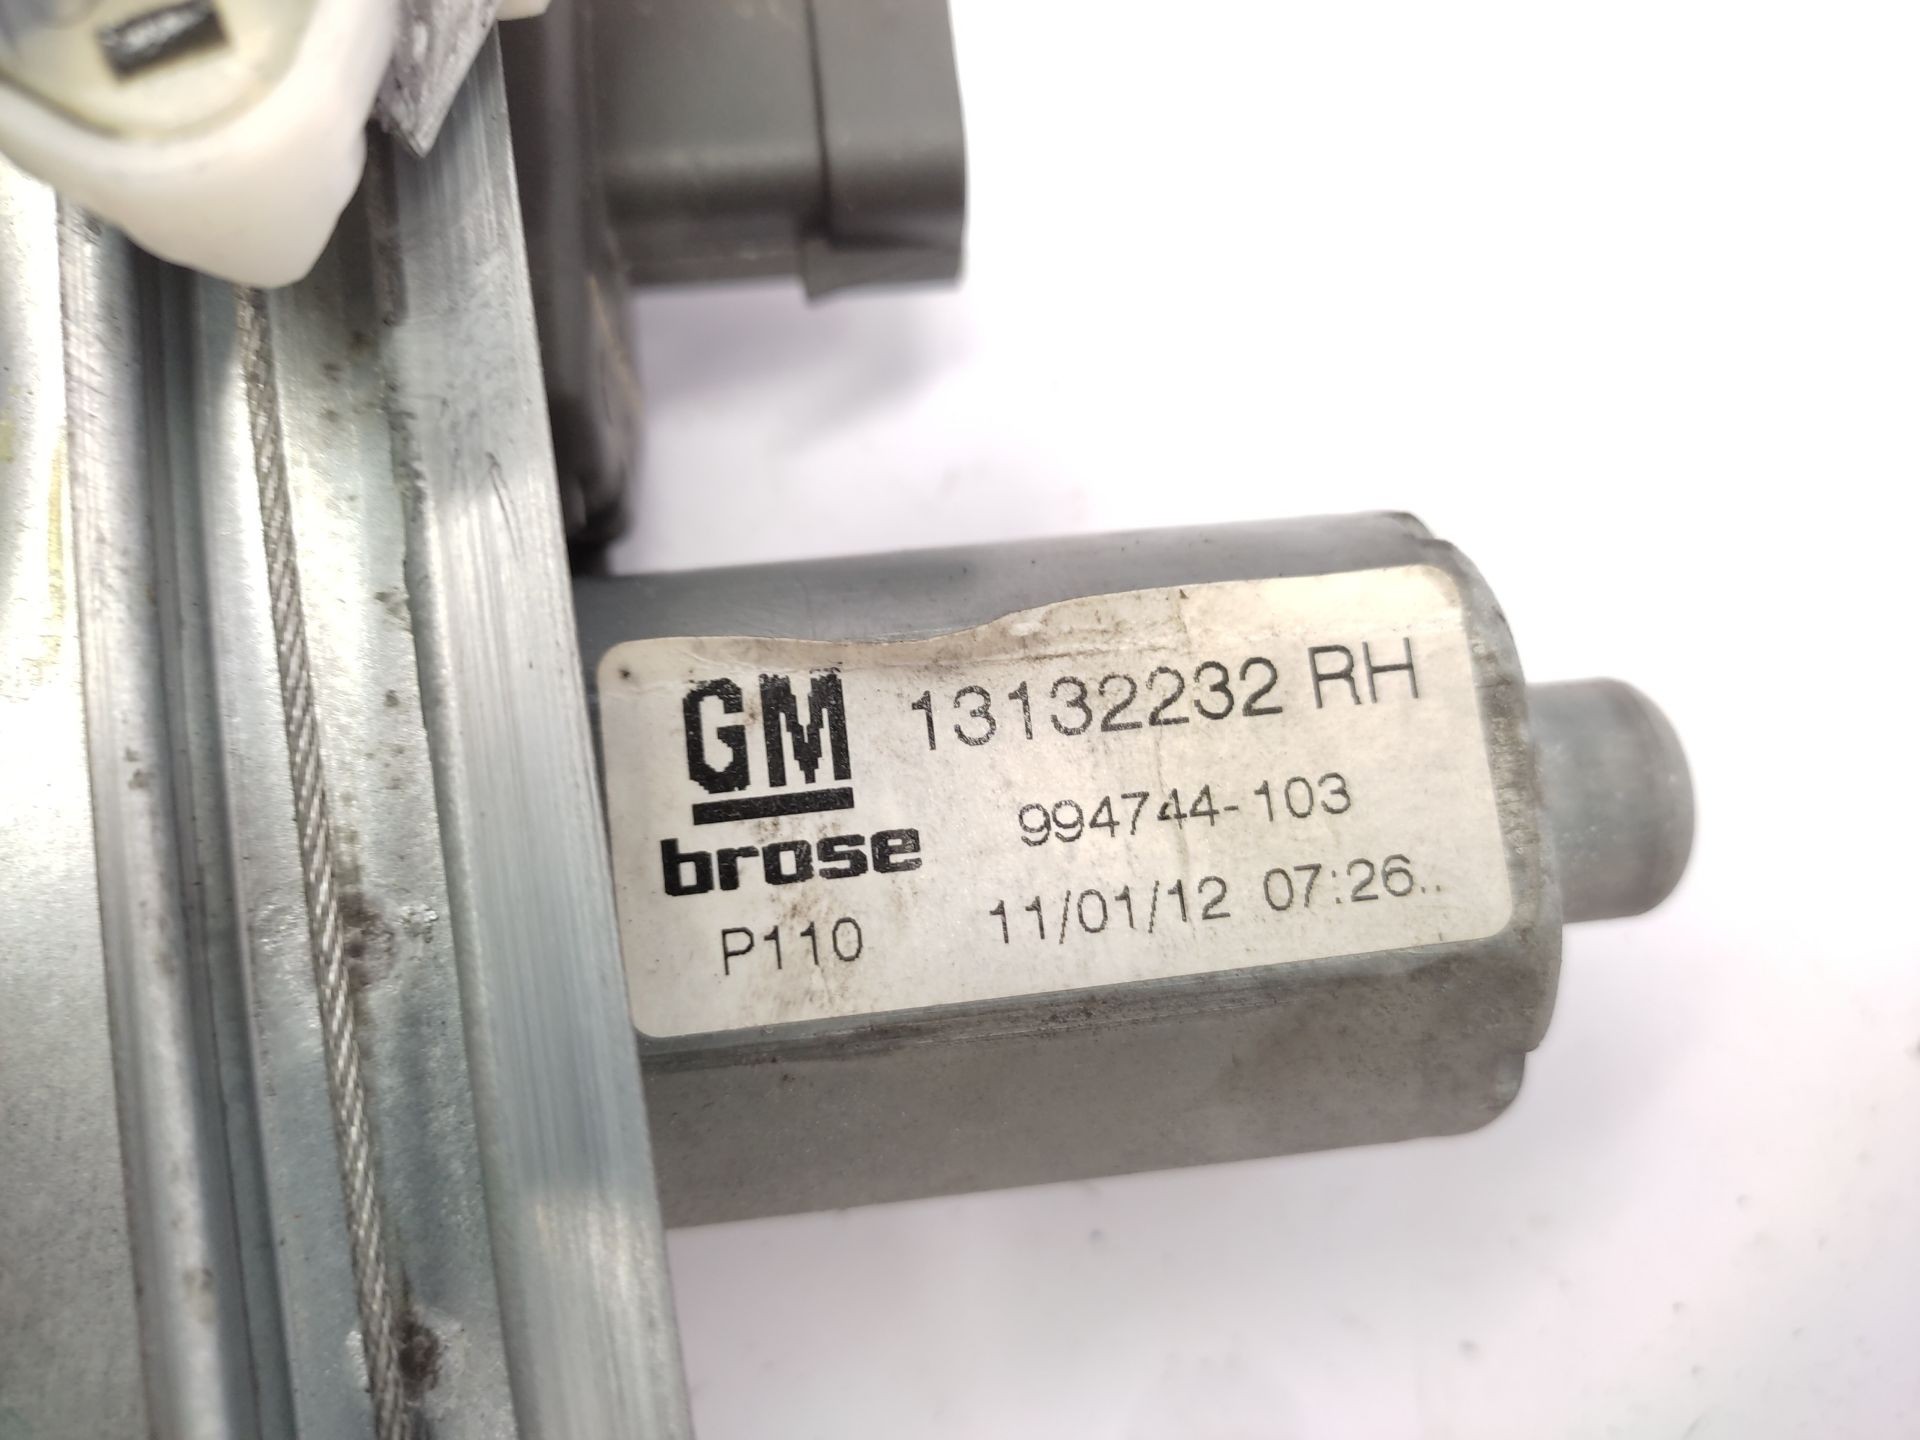 GM 13132232 RH
brose 994744-103
P110 11/01/12 07:26..